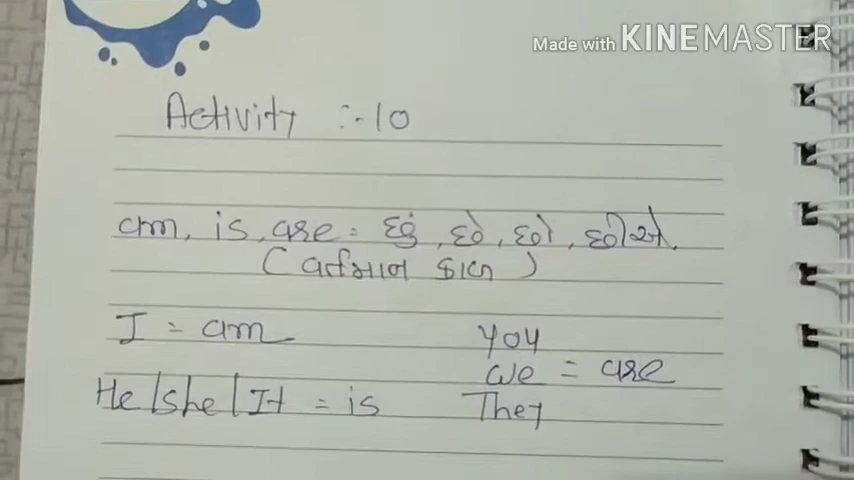 Made with KINEMASTER
Activity :- 10
am, is, are = છું, છે, છો, છીએ.
(વર્તમાન કાળ)
I = am
You
We = are
He/She/It = is
They